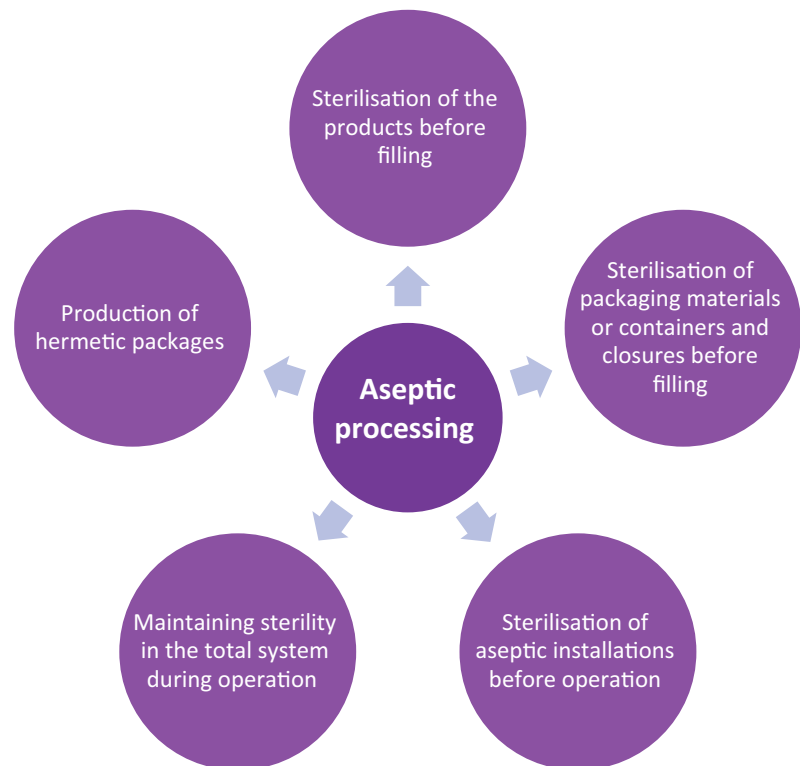 Sterilisation of the
products before
filling
Sterilisation of
packaging materials
or containers and
closures before
filling
Sterilisation of
aseptic installations
before operation
Maintaining sterility
in the total system
during operation
Production of
hermetic packages
Aseptic
processing